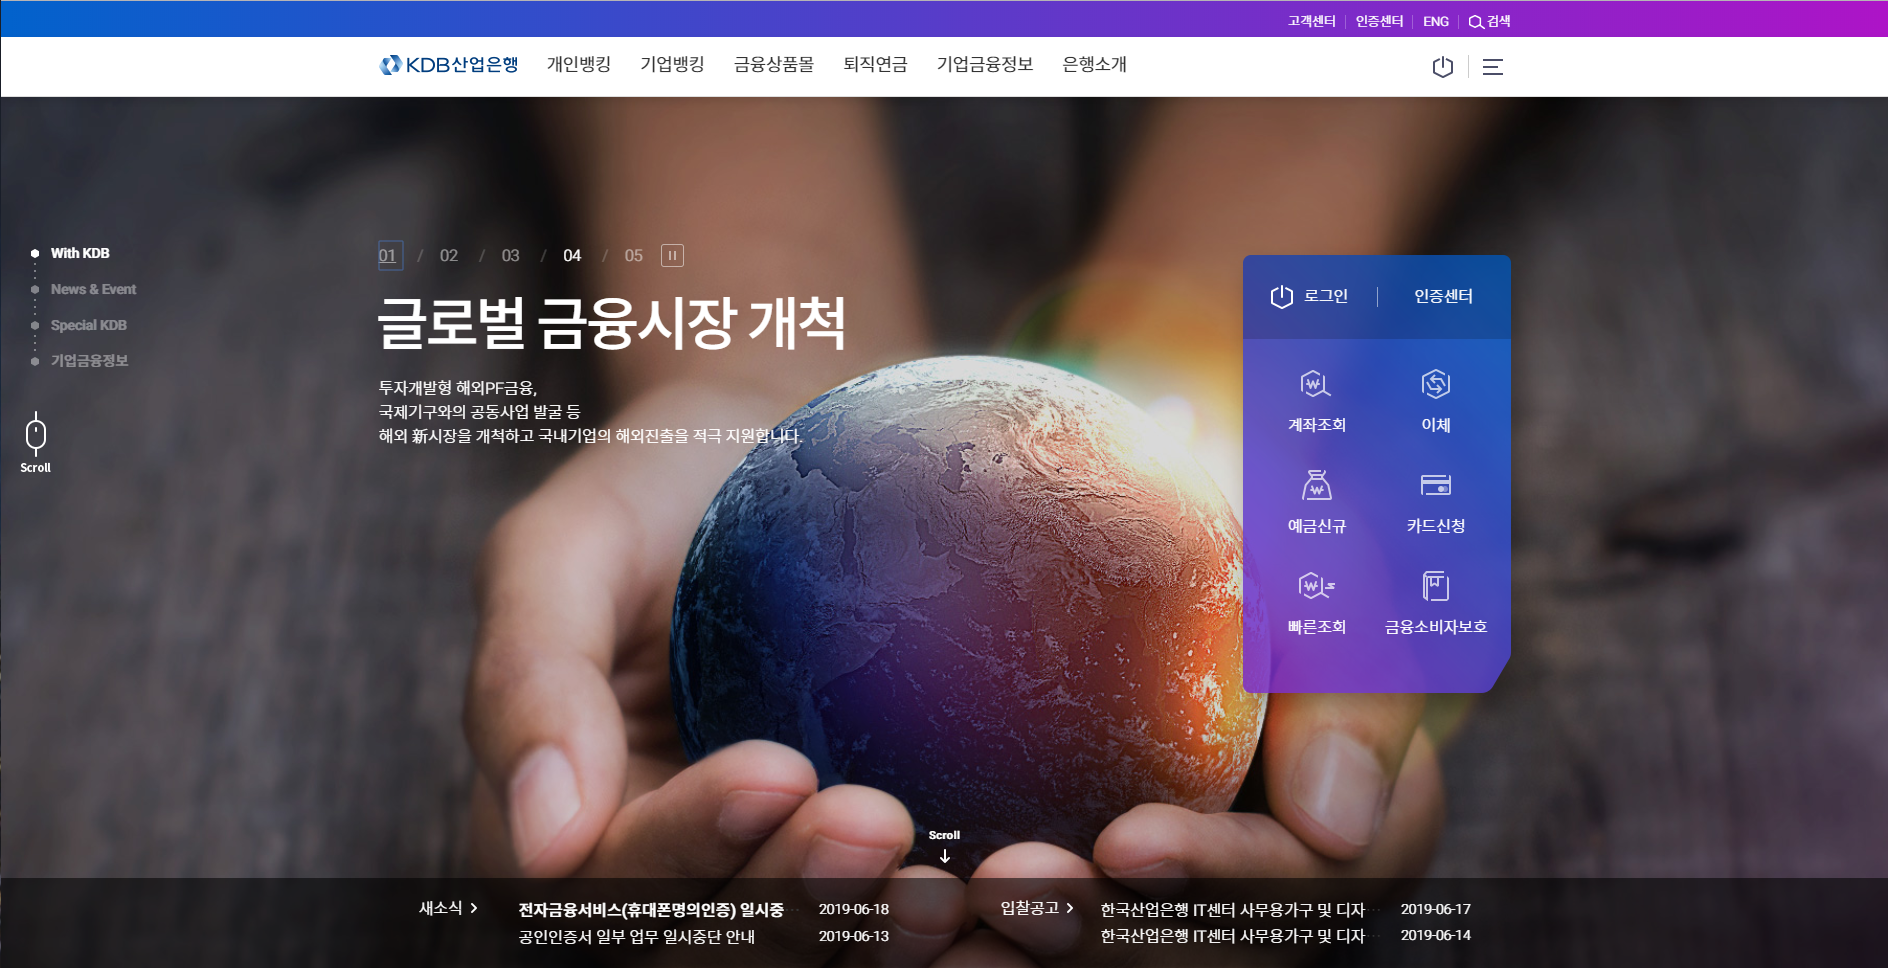 고객센터 인증센터 ENG 검색
KDB산업은행 개인뱅킹 기업뱅킹 금융상품몰 퇴직연금 기업금융정보 은행소개
With KDB
News & Event
Special KDB
기업금융정보
Scroll
01 / 02 / 03 / 04 / 05
글로벌 금융시장 개척
투자개발형 해외PF금융,
국제기구와의 공동사업 발굴 등
해외 新시장을 개척하고 국내기업의 해외진출을 적극 지원합니다.
로그인 인증센터
계좌조회 이체
예금신규 카드신청
빠른조회 금융소비자보호
Scroll
새소식
전자금융서비스(휴대폰명의인증) 일시중··· 2019-06-18
공인인증서 일부 업무 일시중단 안내 2019-06-13
입찰공고
한국산업은행 IT센터 사무용가구 및 디자··· 2019-06-17
한국산업은행 IT센터 사무용가구 및 디자··· 2019-06-14